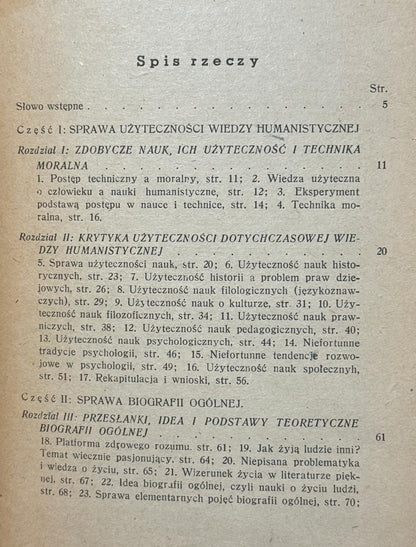 Spis rzeczy
Str.
Słowo wstępne . . . . . . . . . . . . . 5
Część I: SPRAWA UŻYTECZNOŚCI WIEDZY HUMANISTYCZNEJ
Rozdział I: ZDOBYCZE NAUK, ICH UŻYTECZNOŚĆ I TECHNIKA
MORALNA . . . . . . . . . . . . . 11
1. Postęp techniczny a moralny, str. 11; 2. Wiedza użyteczna
o człowieku a nauki humanistyczne, str. 12; 3. Eksperyment
podstawą postępu w nauce i technice, str. 14; 4. Technika mo-
ralna, str. 16.
Rozdział II: KRYTYKA UŻYTECZNOŚCI DOTYCHCZASOWEJ WIE-
DZY HUMANISTYCZNEJ . . . . . . . . . . 20
5. Sprawa użyteczności nauk, str. 20; 6. Użyteczność nauk histo-
rycznych, str. 23; 7. Użyteczność historii a problem praw dzie-
jowych, str. 26; 8. Użyteczność nauk filologicznych (językoznaw-
czych), str. 29; 9. Użyteczność nauk o kulturze, str. 31; 10. Uży-
teczność nauk filozoficznych, str. 34; 11. Użyteczność nauk praw-
niczych, str. 38; 12. Użyteczność nauk pedagogicznych, str. 40;
13. Użyteczność nauk psychologicznych, str. 44; 14. Niefortunne
tradycje psychologii, str. 46; 15. Niefortunne tendencje rozwo-
jowe w psychologii, str. 49; 16. Użyteczność nauk społecznyh,
str. 51; 17. Rekapitulacja i wnioski, str. 56.
Część II: SPRAWA BIOGRAFII OGÓLNEJ.
Rozdział III: PRZESŁANKI, IDEA I PODSTAWY TEORETYCZNE
BIOGRAFII OGÓLNEJ . . . . . . . . . . . 61
18. Platforma zdrowego rozumu. str. 61; 19. Jak żyją ludzie inni?
Temat wiecznie pasjonujący, str. 64; 20. Niepisana problematyka
i wiedza o życiu, str. 65; 21. Wizerunek życia w literaturze pięk-
nej, str. 67; 22. Idea biografii ogólnej, czyli nauki o życiu ludzi,
str. 68; 23. Sprawa elementarnych pojęć biografii ogólnej, str. 70;